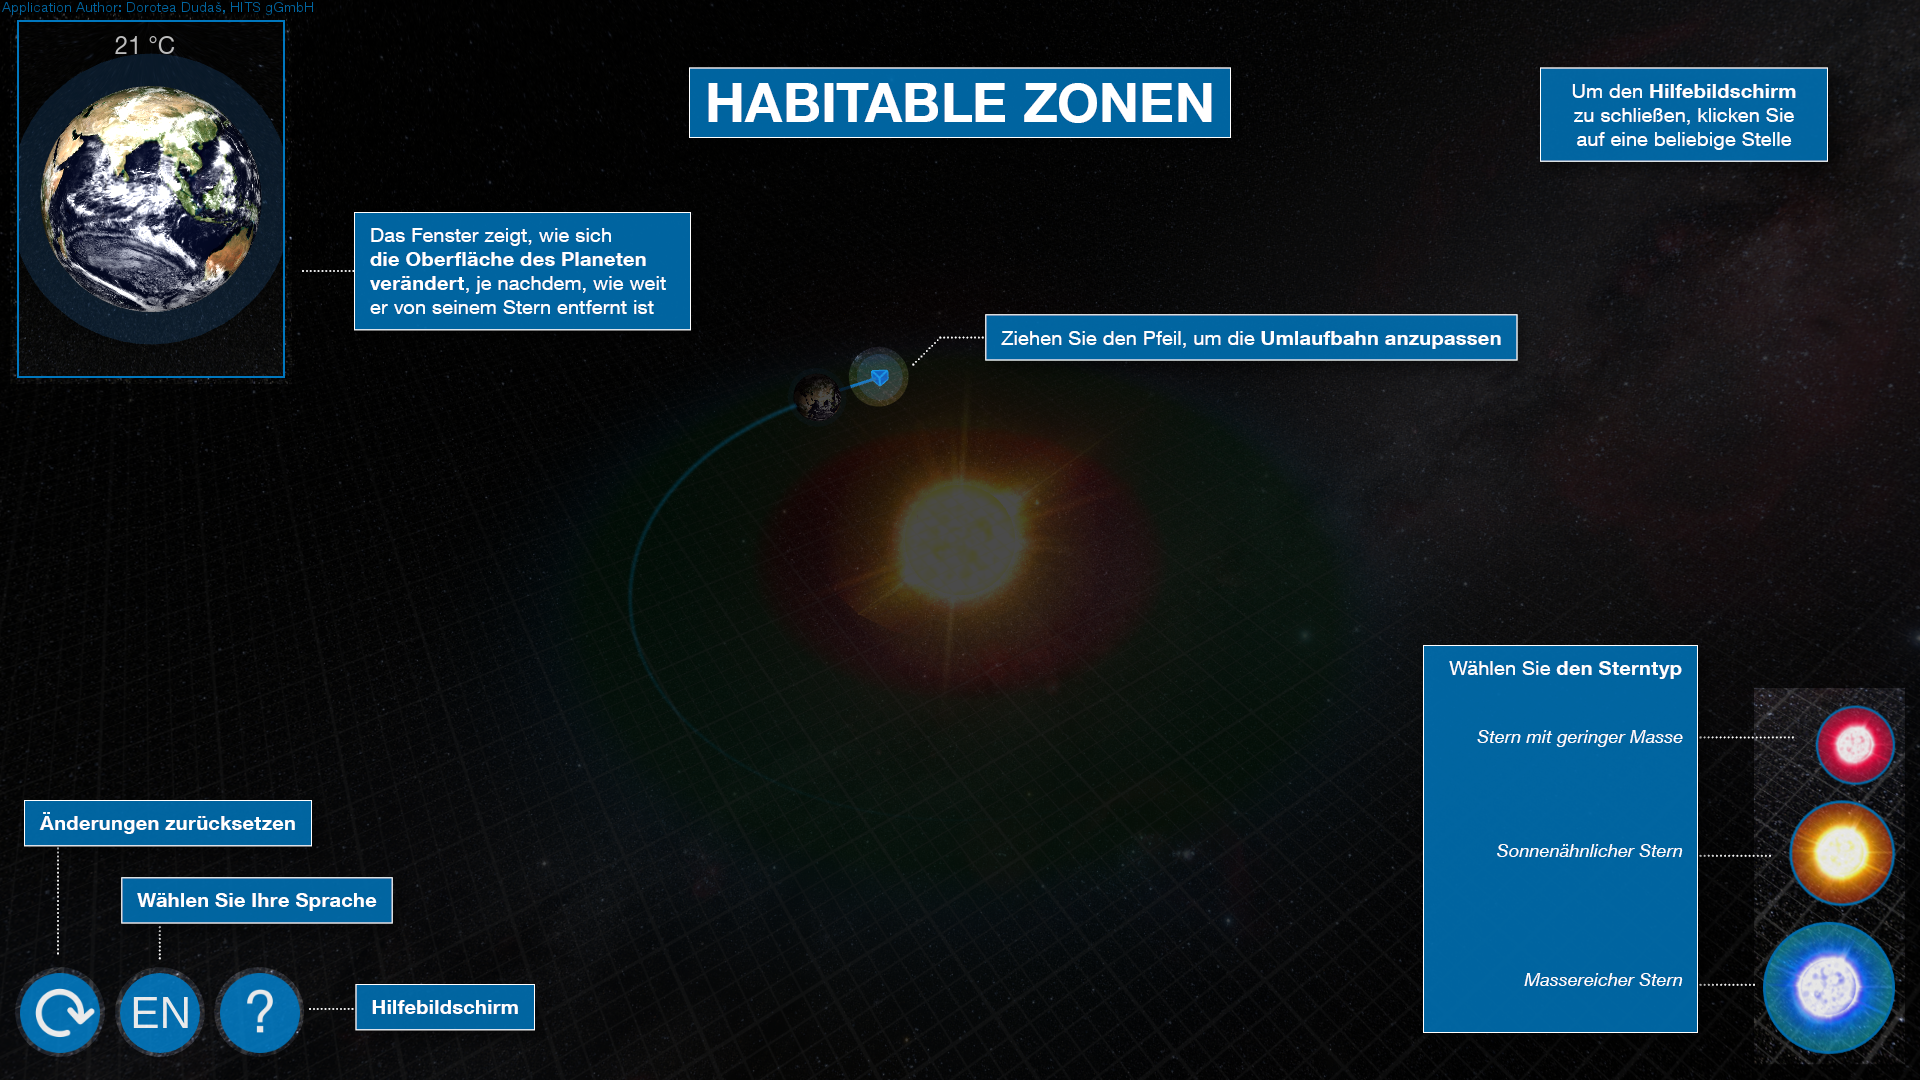 Application Author: Dorotea Dudaš, HITS gGmbH
21 °C
HABITABLE ZONEN
Um den Hilfebildschirm
zu schließen, klicken Sie
auf eine beliebige Stelle
Das Fenster zeigt, wie sich
die Oberfläche des Planeten
verändert, je nachdem, wie weit
er von seinem Stern entfernt ist
Ziehen Sie den Pfeil, um die Umlaufbahn anzupassen
Wählen Sie den Sterntyp
Stern mit geringer Masse
Sonnenähnlicher Stern
Massereicher Stern
Änderungen zurücksetzen
Wählen Sie Ihre Sprache
EN
?
Hilfebildschirm